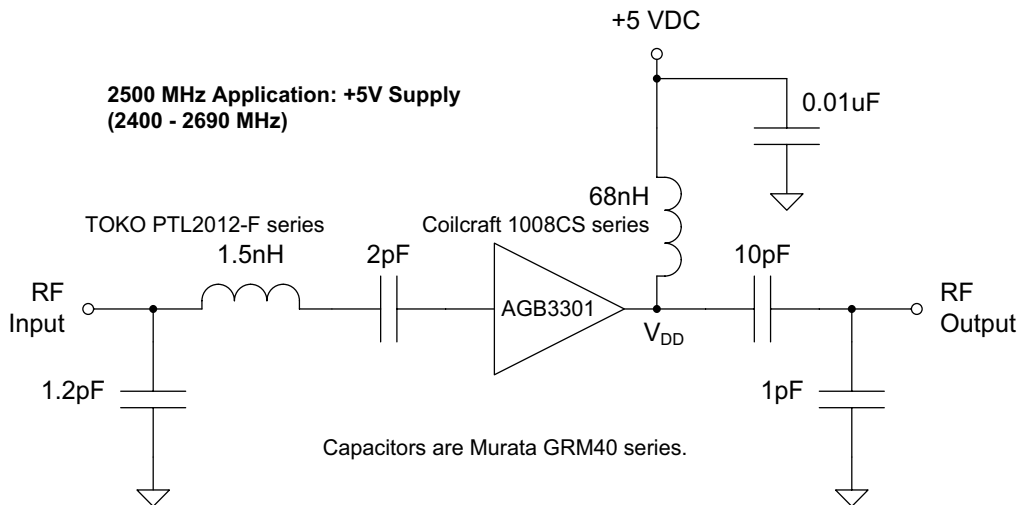 +5 VDC
2500 MHz Application: +5V Supply
(2400 - 2690 MHz)
0.01uF
68nH
TOKO PTL2012-F series
Coilcraft 1008CS series
1.5nH
2pF
10pF
RF
Input
AGB3301
RF
Output
VDD
1.2pF
1pF
Capacitors are Murata GRM40 series.